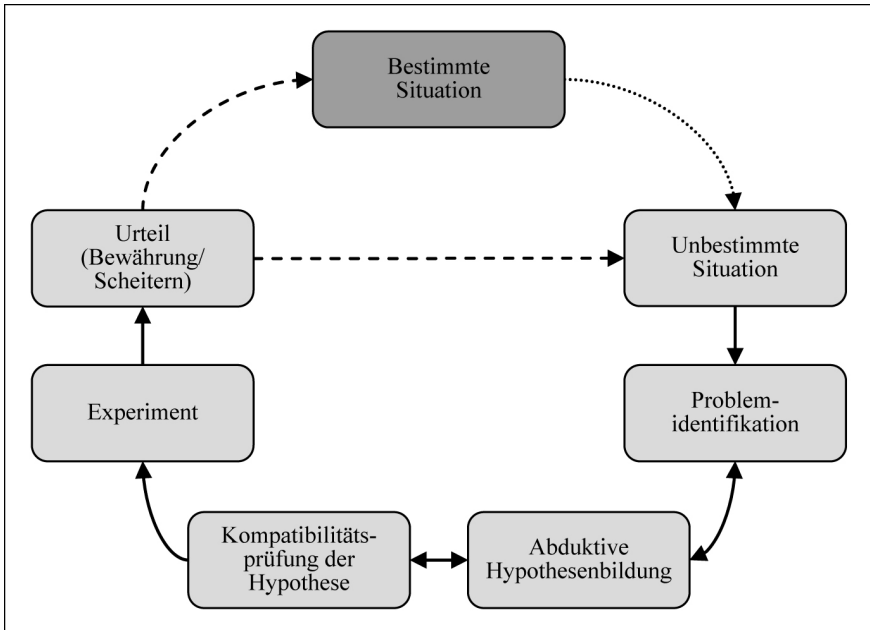 Bestimmte
Situation
Urteil
(Bewährung/
Scheitern)
Unbestimmte
Situation
Experiment
Problem-
identifikation
Kompatibilitäts-
prüfung der
Hypothese
Abduktive
Hypothesenbildung